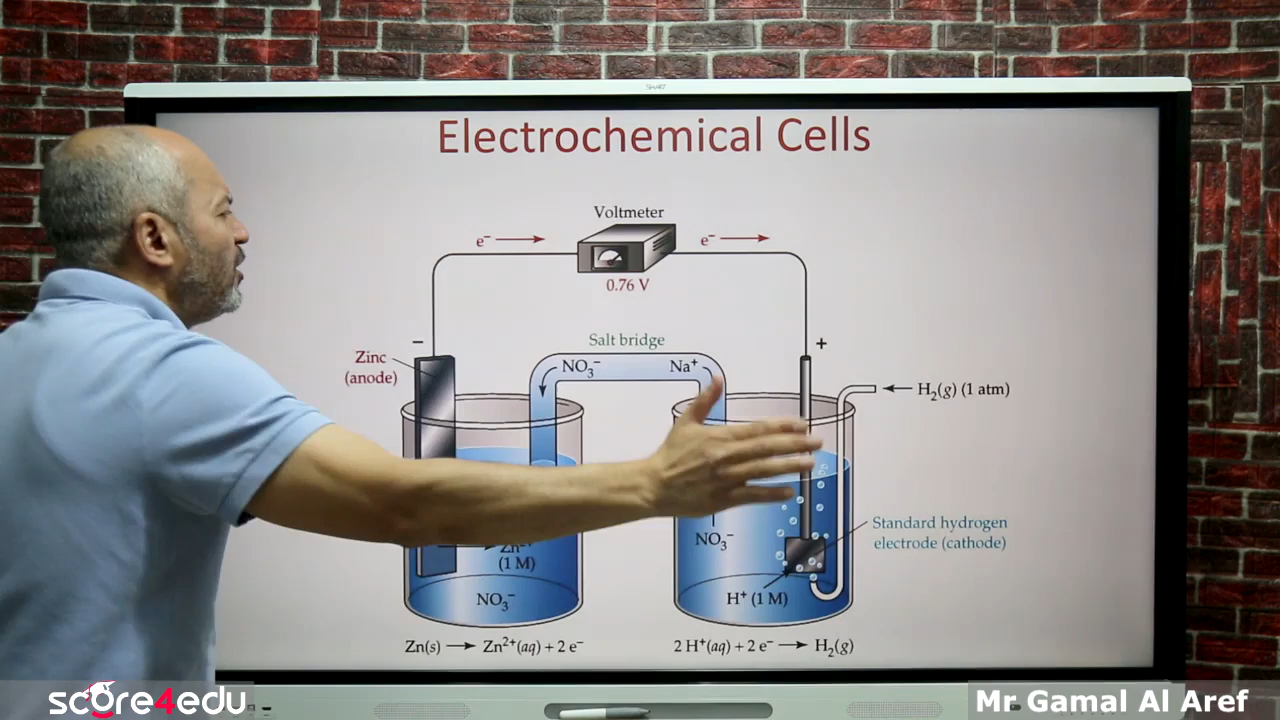 SMART
Electrochemical Cells
Voltmeter
e⁻
e⁻
0.76 V
−
+
Salt bridge
Zinc
(anode)
NO₃⁻
Na⁺
H₂(g) (1 atm)
Standard hydrogen
electrode (cathode)
NO₃⁻
(1 M)
NO₃⁻
H⁺ (1 M)
Zn(s) ⟶ Zn²⁺(aq) + 2 e⁻
2 H⁺(aq) + 2 e⁻ ⟶ H₂(g)
score4edu
Mr Gamal Al Aref